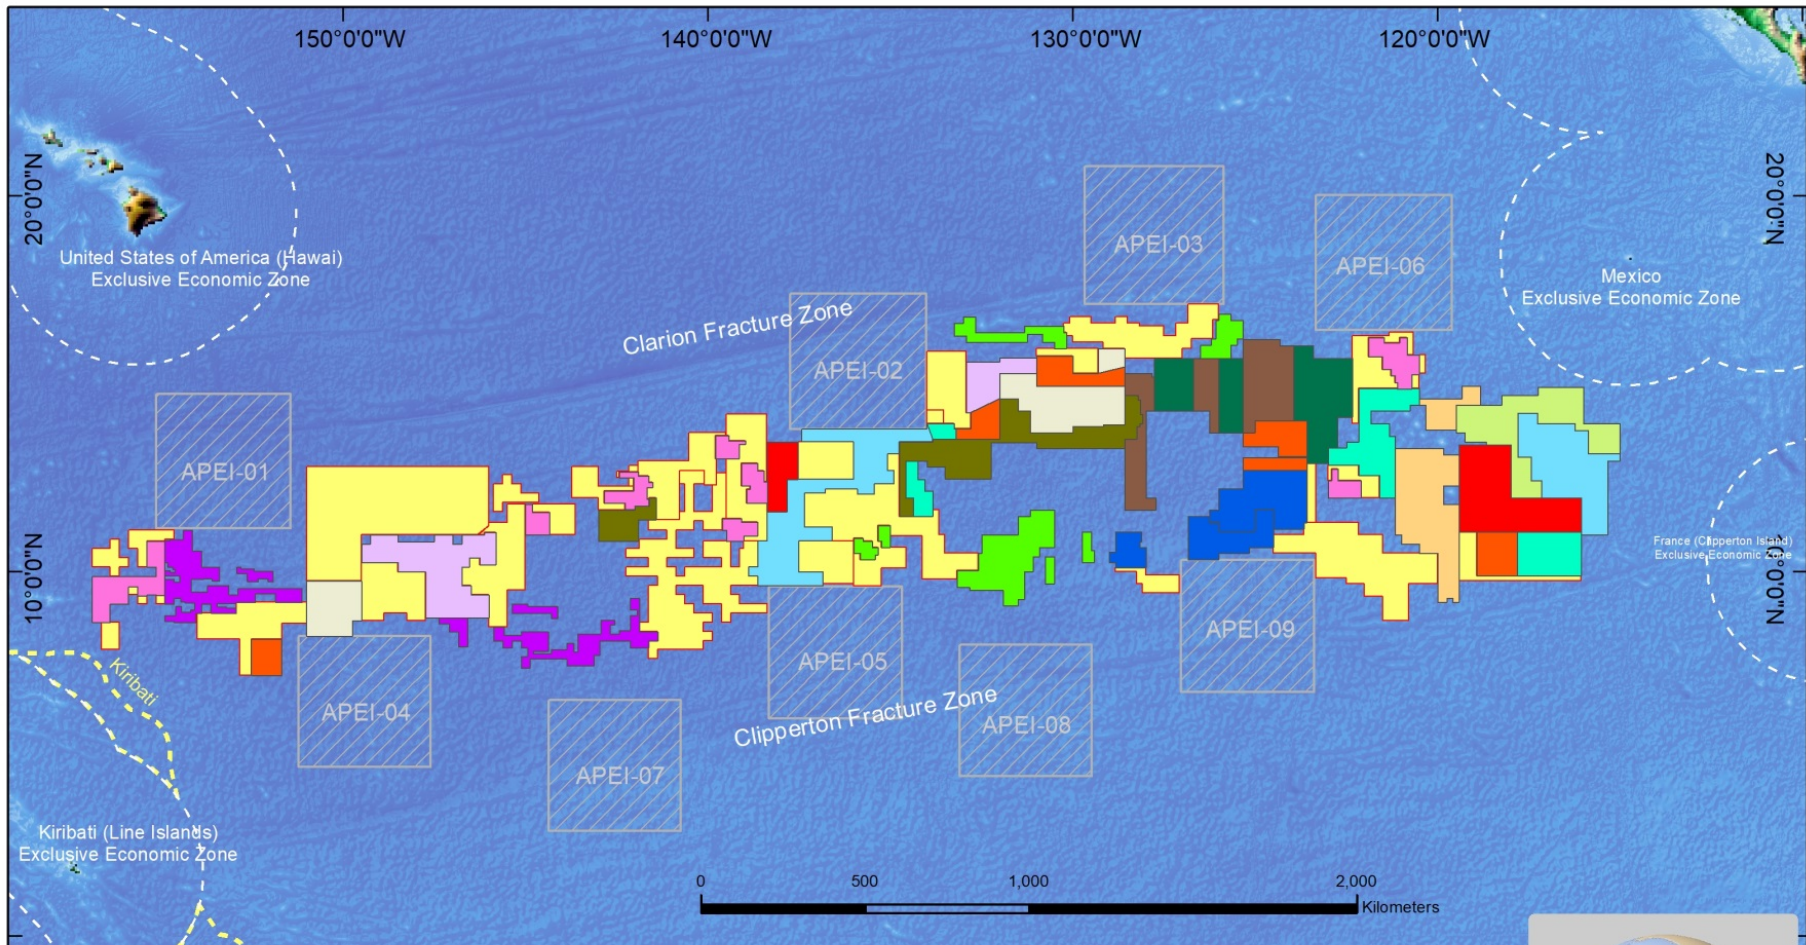 150°0'0"W
140°0'0"W
130°0'0"W
120°0'0"W
20°0'0"N
20°0'0"N
APEI-03
APEI-06
United States of America (Hawai)
Exclusive Economic Zone
Mexico
Exclusive Economic Zone
Clarion Fracture Zone
APEI-02
APEI-01
France (Clipperton Island)
Exclusive Economic Zone
10°0'0"N
10°0'0"N
APEI-09
APEI-05
Kiribati
APEI-04
Clipperton Fracture Zone
APEI-08
APEI-07
Kiribati (Line Islands)
Exclusive Economic Zone
0
500
1,000
2,000
Kilometers